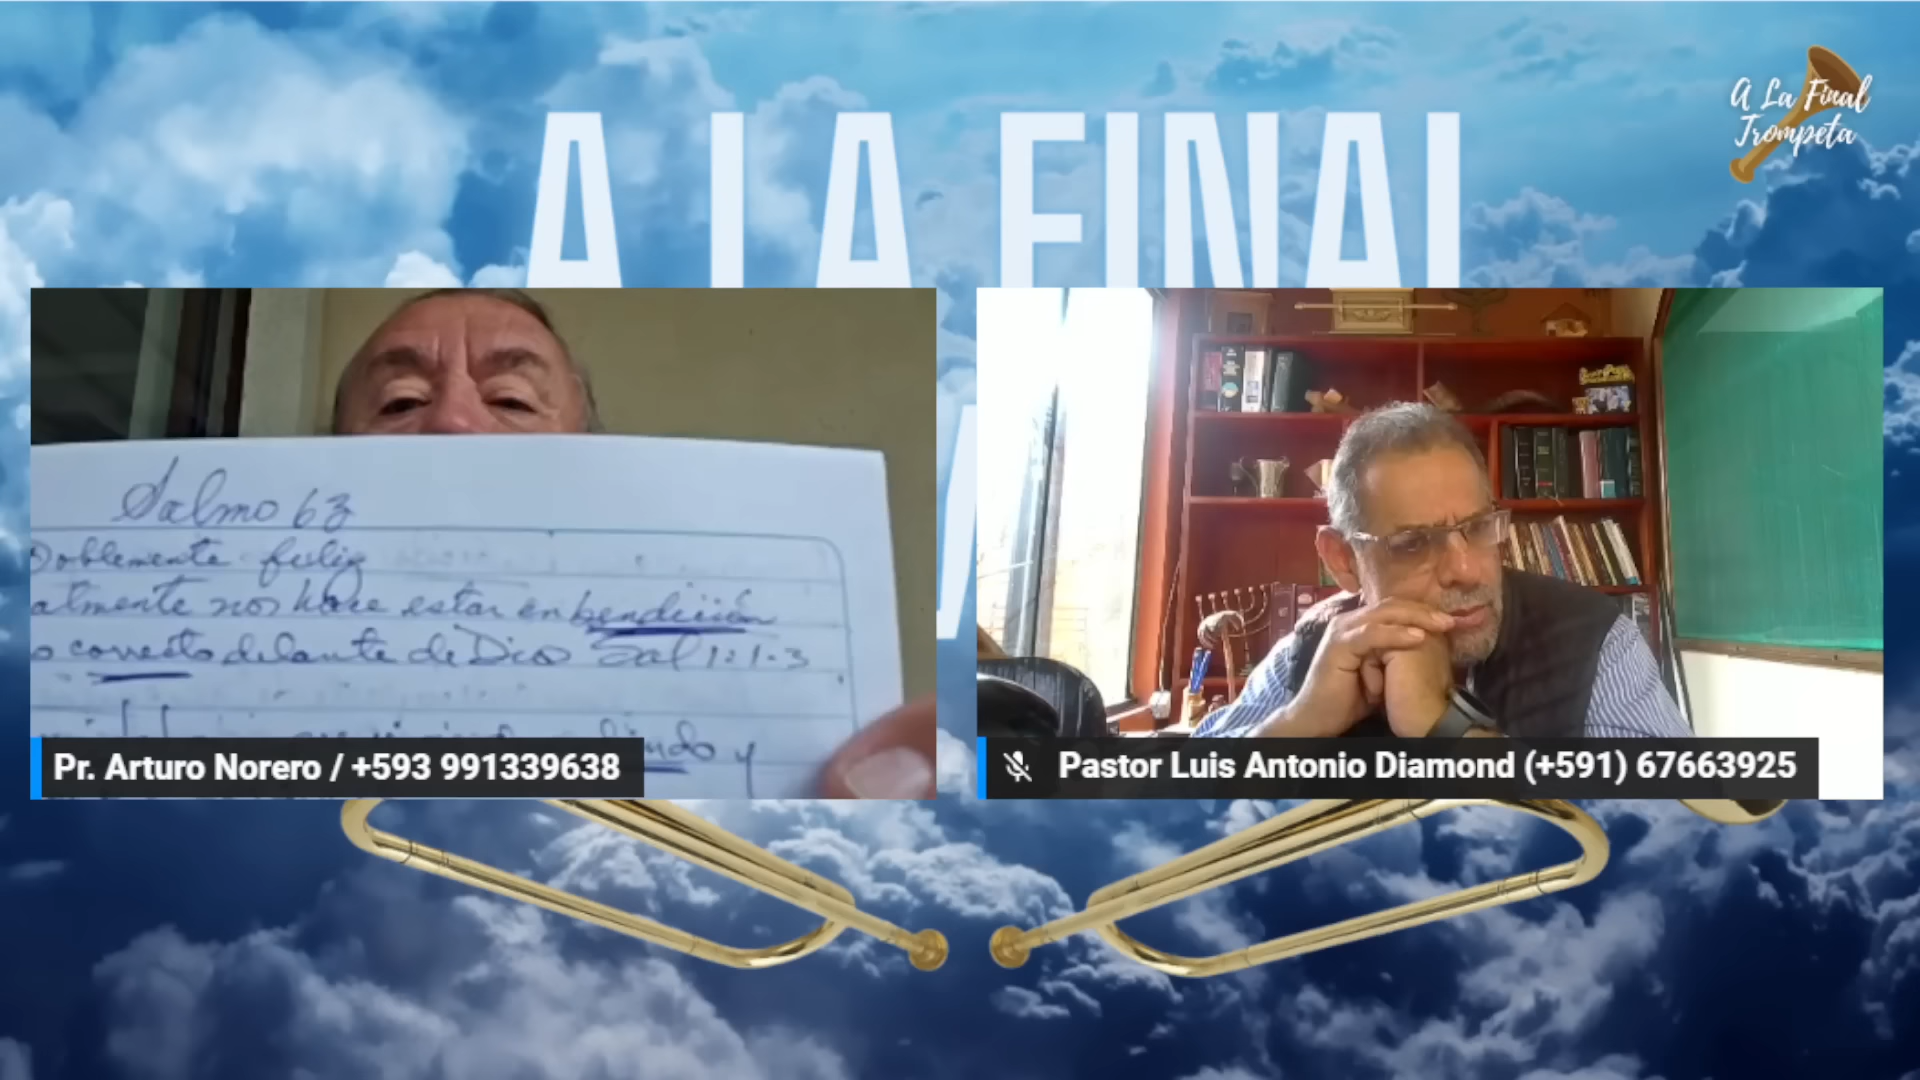 A LA FINAL
A La Final
Trompeta
Salmo 63
Doblemente feliz
almente nos hace estar en bendición
o correcto delante de Dios Sal 1:1-3
y
Pr. Arturo Norero / +593 991339638
Pastor Luis Antonio Diamond (+591) 67663925